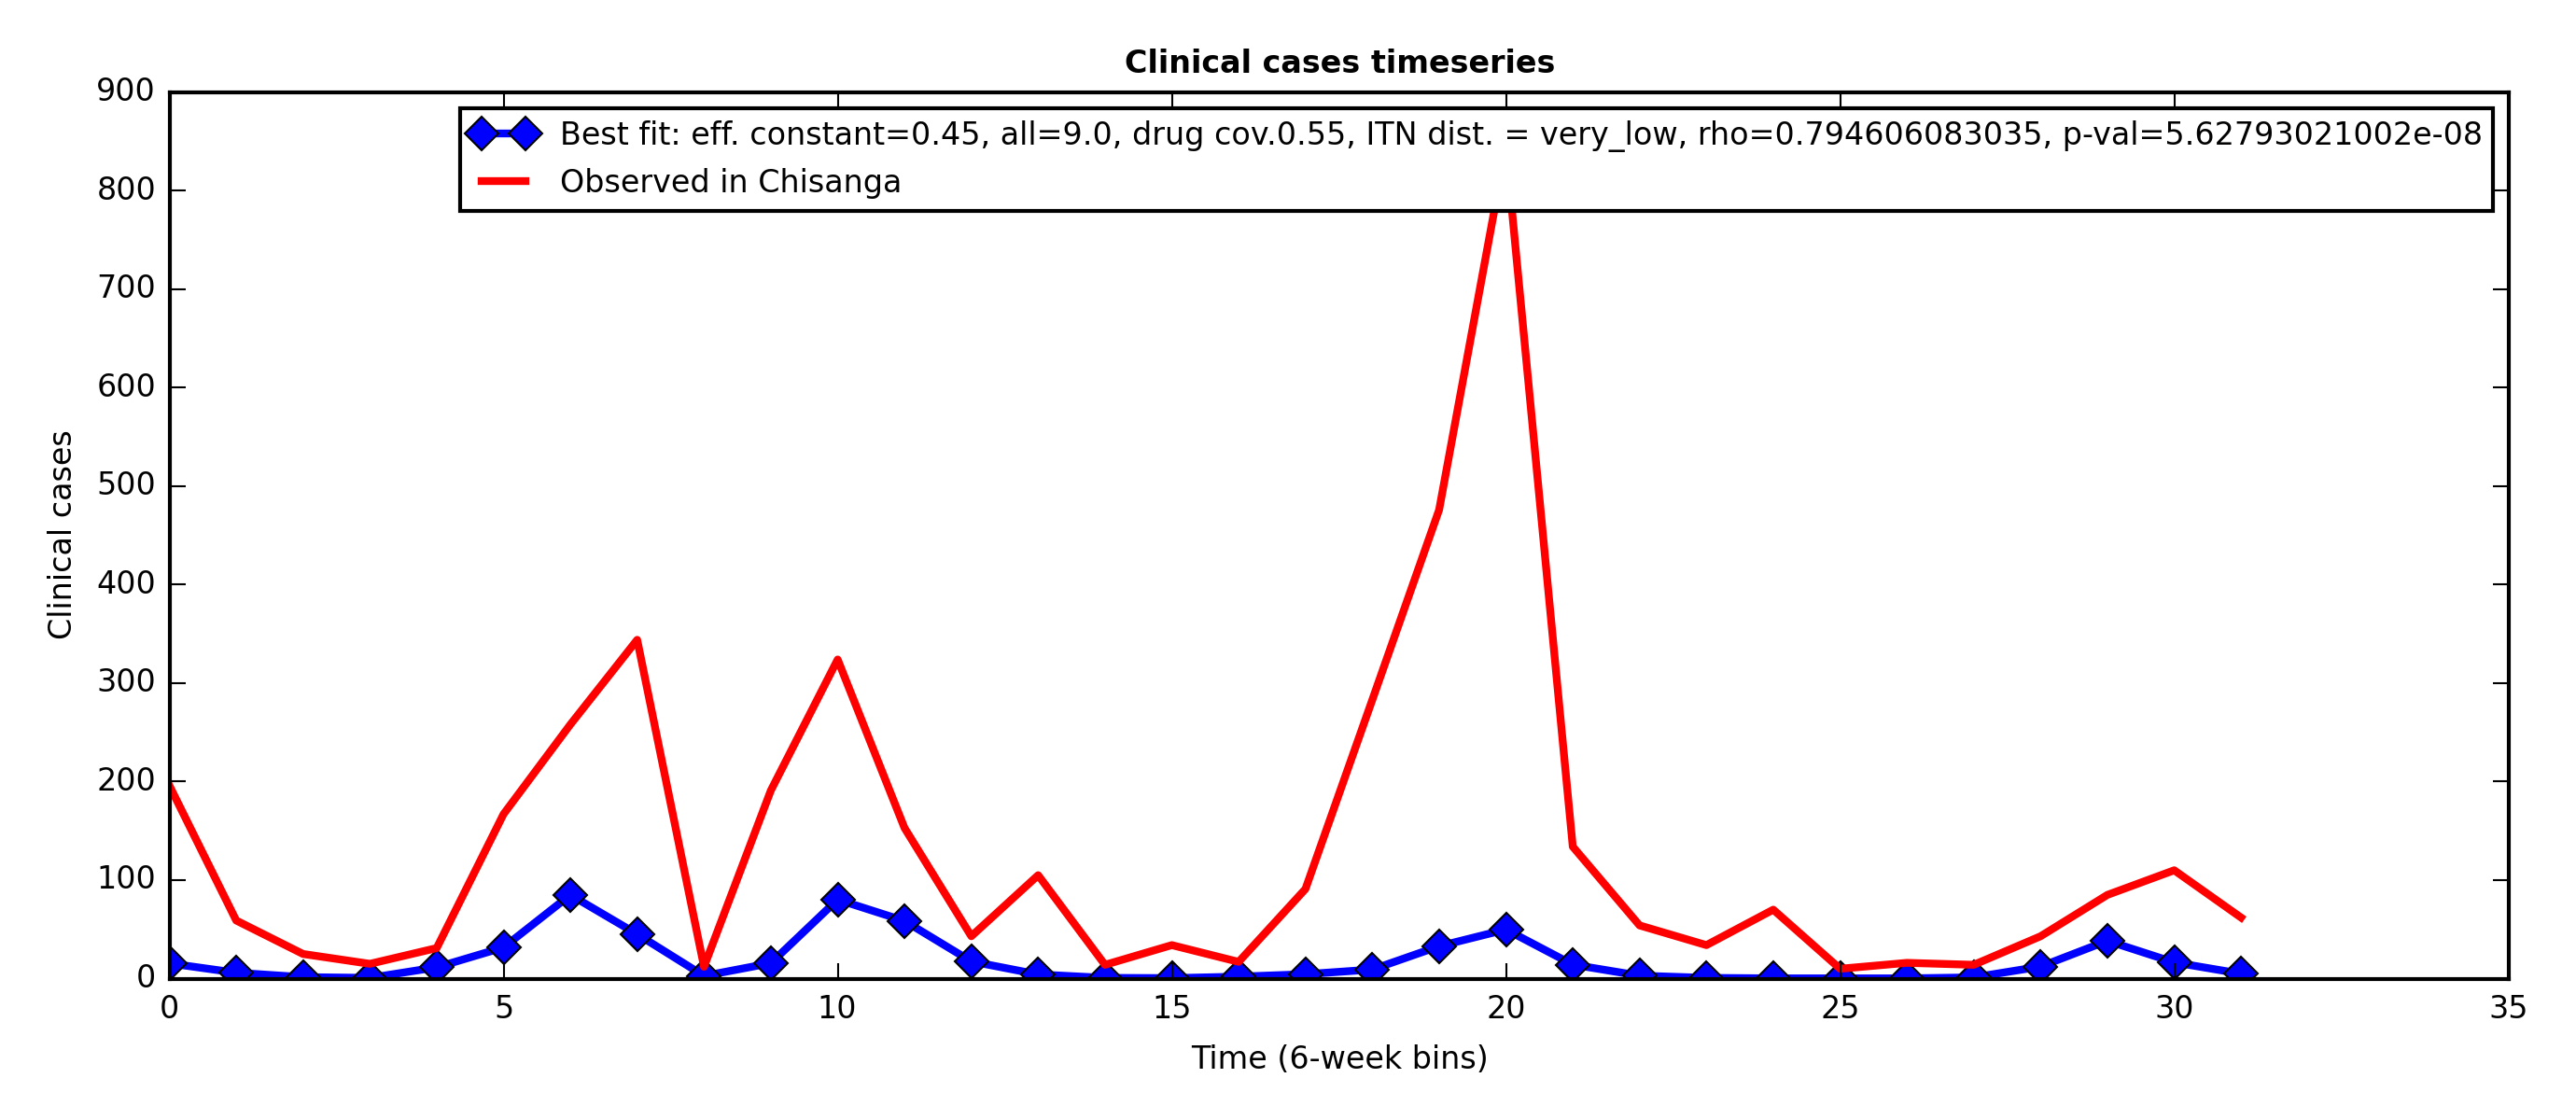 Clinical cases timeseries
900
800
700
600
500
400
300
200
100
0
Clinical cases
Best fit: eff. constant=0.45, all=9.0, drug cov.0.55, ITN dist. = very_low, rho=0.794606083035, p-val=5.62793021002e-08
Observed in Chisanga
0 5 10 15 20 25 30 35
Time (6-week bins)